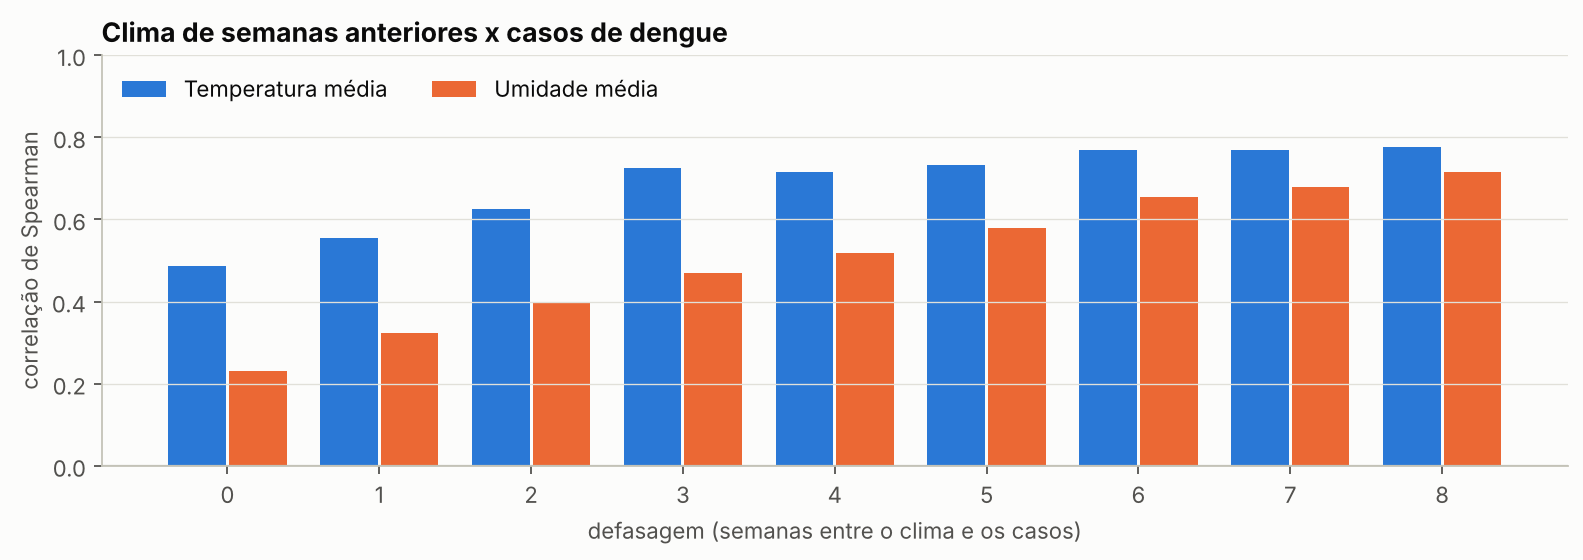 Clima de semanas anteriores x casos de dengue
Temperatura média
Umidade média
correlação de Spearman
1.0
0.8
0.6
0.4
0.2
0.0
0 1 2 3 4 5 6 7 8
defasagem (semanas entre o clima e os casos)